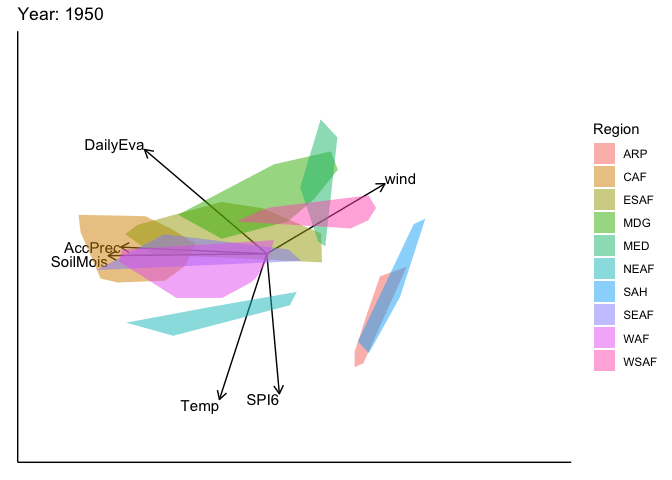 Year: 1950
DailyEva
wind
AccPrec
SoilMois
Temp
SPI6
Region
ARP
CAF
ESAF
MDG
MED
NEAF
SAH
SEAF
WAF
WSAF